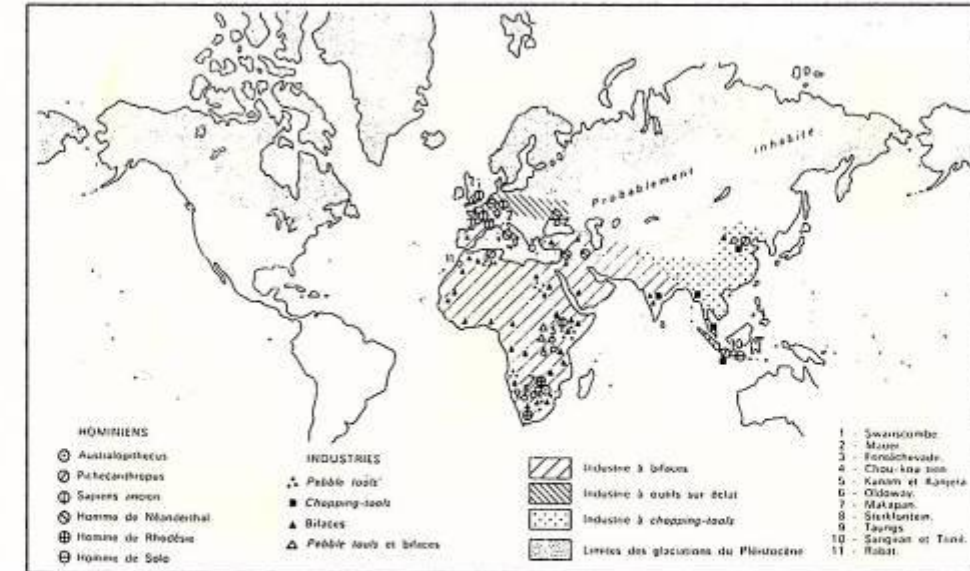 Probablement inhabité.
HOMINIENS
Australopithecus
Pithecanthropus
Sapiens ancien
Homme de Néanderthal
Homme de Rhodésie
Homme de Solo
INDUSTRIES
Pebble tools
Chopping-tools
Bifaces
Pebble tools et bifaces
Industrie à bifaces
Industrie à outils sur éclat
Industrie à chopping-tools
Limites des glaciations du Pléistocène
1 - Swanscombe.
2 - Mauer.
3 - Fontéchevade.
4 - Chou-kou tien
5 - Kanam et Kanjera
6 - Oldoway.
7 - Makapan.
8 - Sterkfontein.
9 - Taungs.
10 - Sangiran et Trinil.
11 - Rabat.